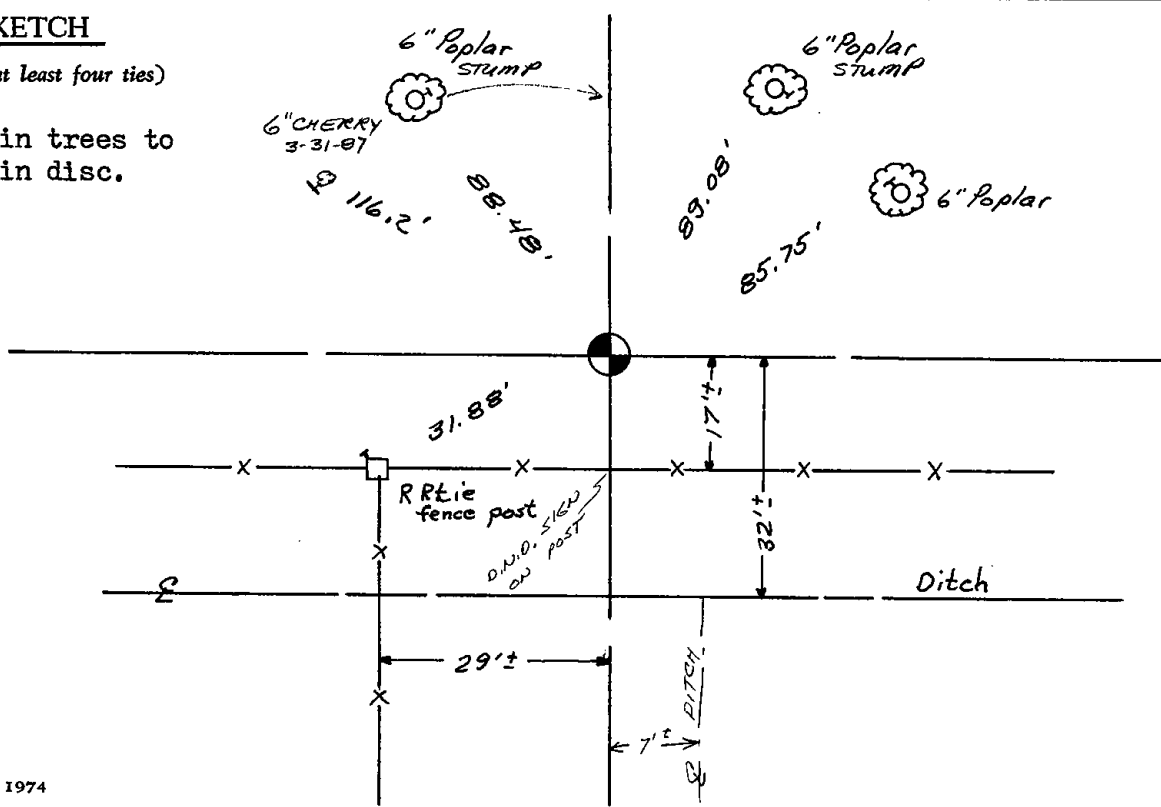 KETCH
at least four ties)
in trees to
in disc.
6" Poplar
STUMP
6" CHERRY
3-31-87
116.2'
88.48'
6" Poplar
STUMP
89.08'
6" Poplar
85.75'
31.88'
17'±
32'±
R R tie
fence post
D.N.D. SIGN
ON POST
℄
Ditch
29'±
7'±
℄ DITCH
1974